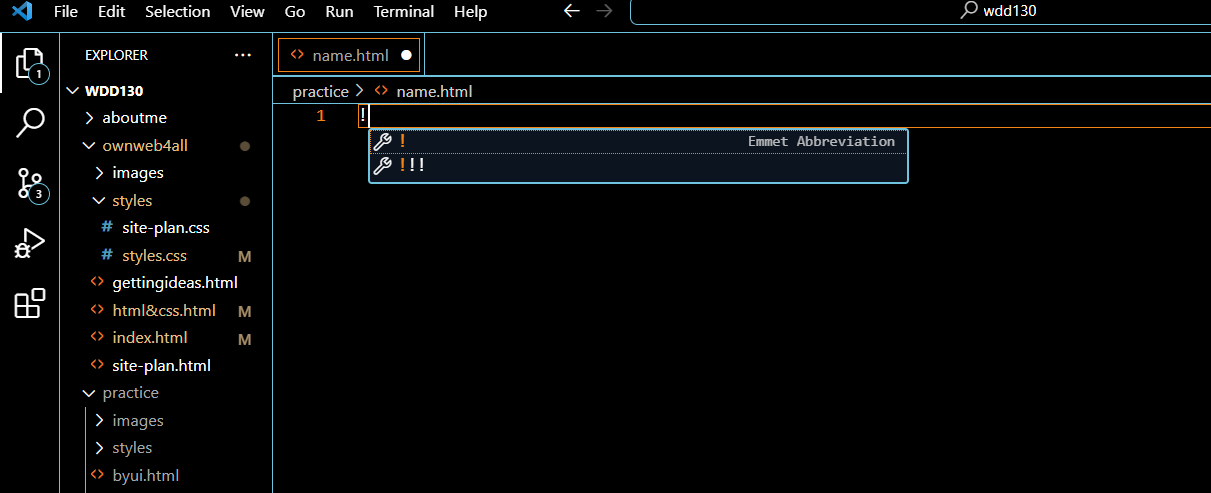 File Edit Selection View Go Run Terminal Help wdd130
EXPLORER ...
name.html
WDD130
practice > name.html
aboutme
1 !
ownweb4all
! Emmet Abbreviation
images
!!!
3
styles
site-plan.css
styles.css M
gettingideas.html
html&css.html M
index.html M
site-plan.html
practice
images
styles
byui.html
1